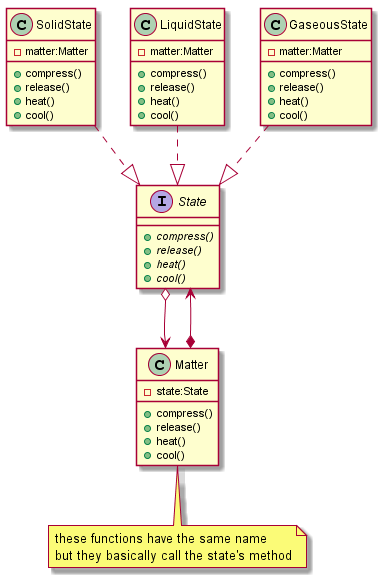 C SolidState
matter:Matter
compress()
release()
heat()
cool()
C LiquidState
matter:Matter
compress()
release()
heat()
cool()
C GaseousState
matter:Matter
compress()
release()
heat()
cool()
I State
compress()
release()
heat()
cool()
C Matter
state:State
compress()
release()
heat()
cool()
these functions have the same name
but they basically call the state's method